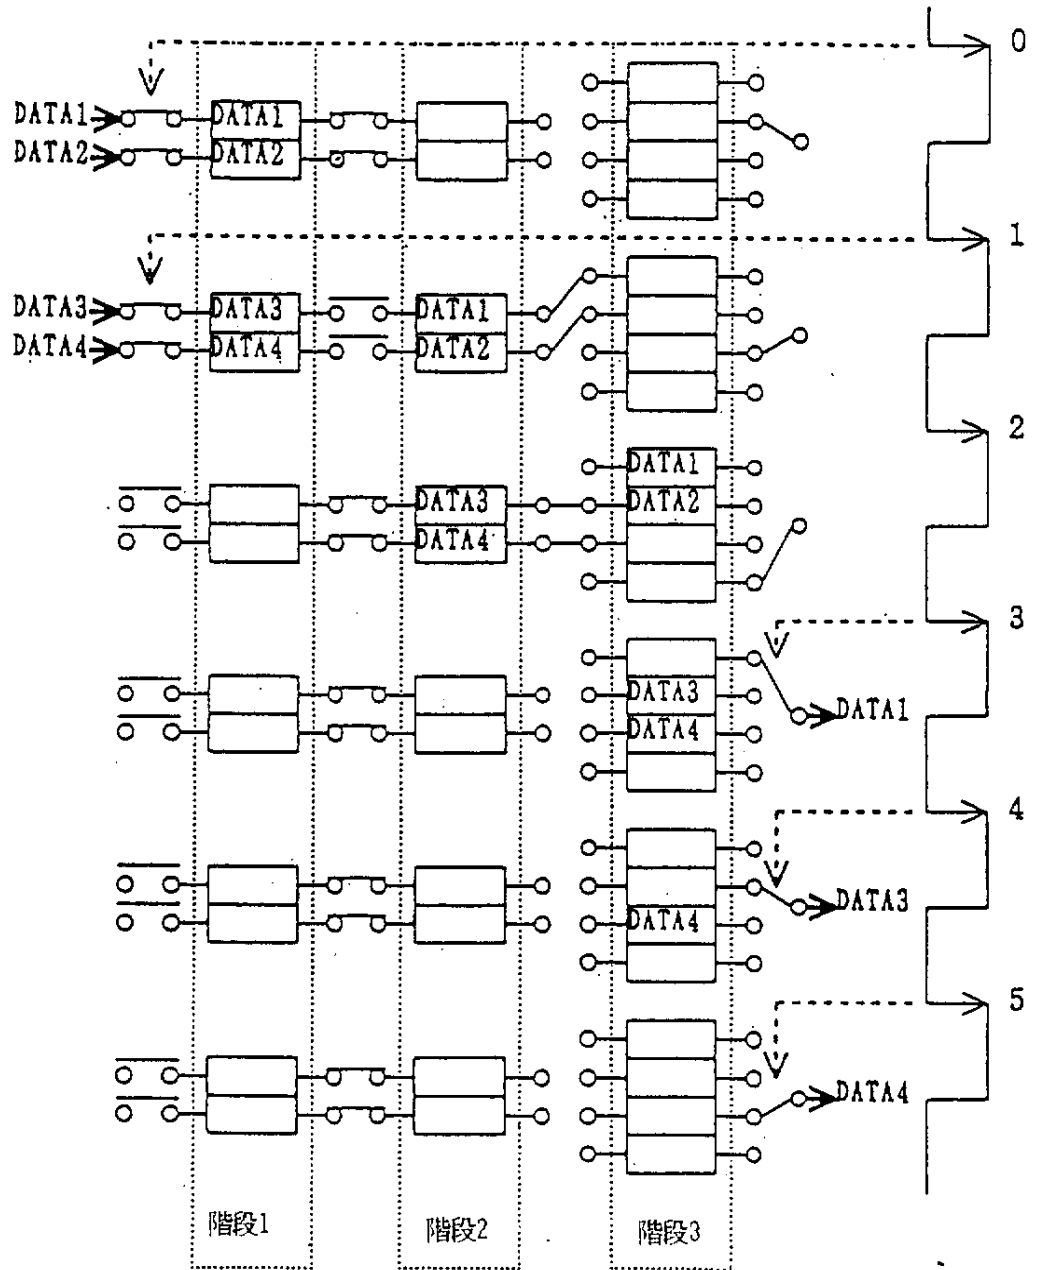 0
DATA1 DATA1
DATA2 DATA2
1
DATA3 DATA3 DATA1
DATA4 DATA4 DATA2
2
DATA1
DATA3 DATA2
DATA4
3
DATA3 DATA1
DATA4
4
DATA3
DATA4
5
DATA4
階段1 階段2 階段3